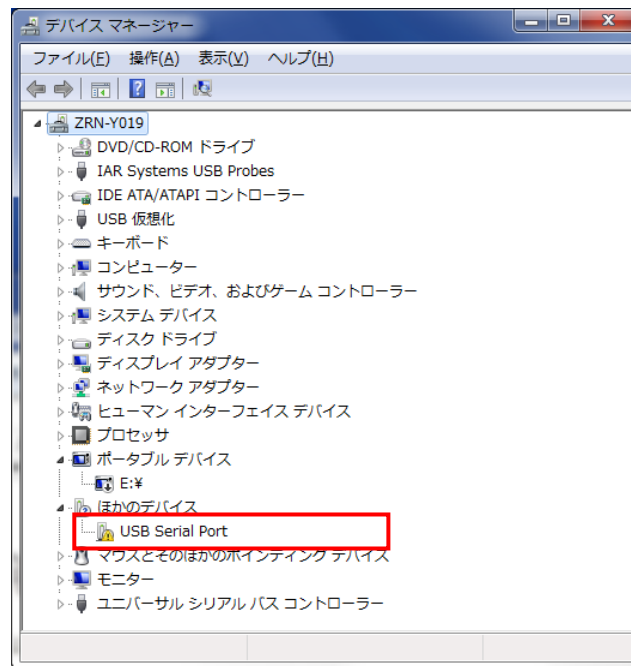 デバイス マネージャー
ファイル(F) 操作(A) 表示(V) ヘルプ(H)
ZRN-Y019
DVD/CD-ROM ドライブ
IAR Systems USB Probes
IDE ATA/ATAPI コントローラー
USB 仮想化
キーボード
コンピューター
サウンド、ビデオ、およびゲーム コントローラー
システム デバイス
ディスク ドライブ
ディスプレイ アダプター
ネットワーク アダプター
ヒューマン インターフェイス デバイス
プロセッサ
ポータブル デバイス
E:¥
ほかのデバイス
USB Serial Port
マウスとそのほかのポインティング デバイス
モニター
ユニバーサル シリアル バス コントローラー